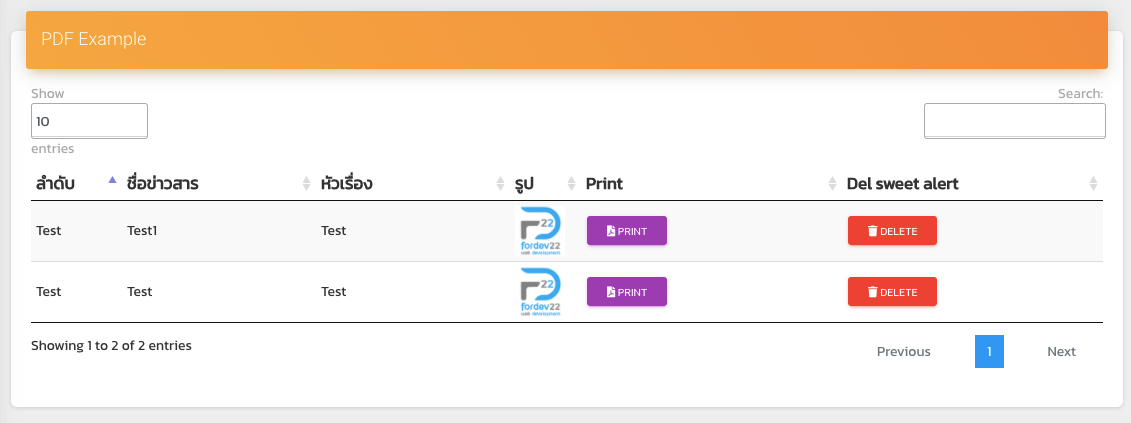 PDF Example
Show
10
entries
Search:
ลำดับ ชื่อข่าวสาร หัวเรื่อง รูป Print Del sweet alert
Test Test1 Test 22 fordev22 web development PRINT DELETE
Test Test Test 22 fordev22 web development PRINT DELETE
Showing 1 to 2 of 2 entries Previous 1 Next